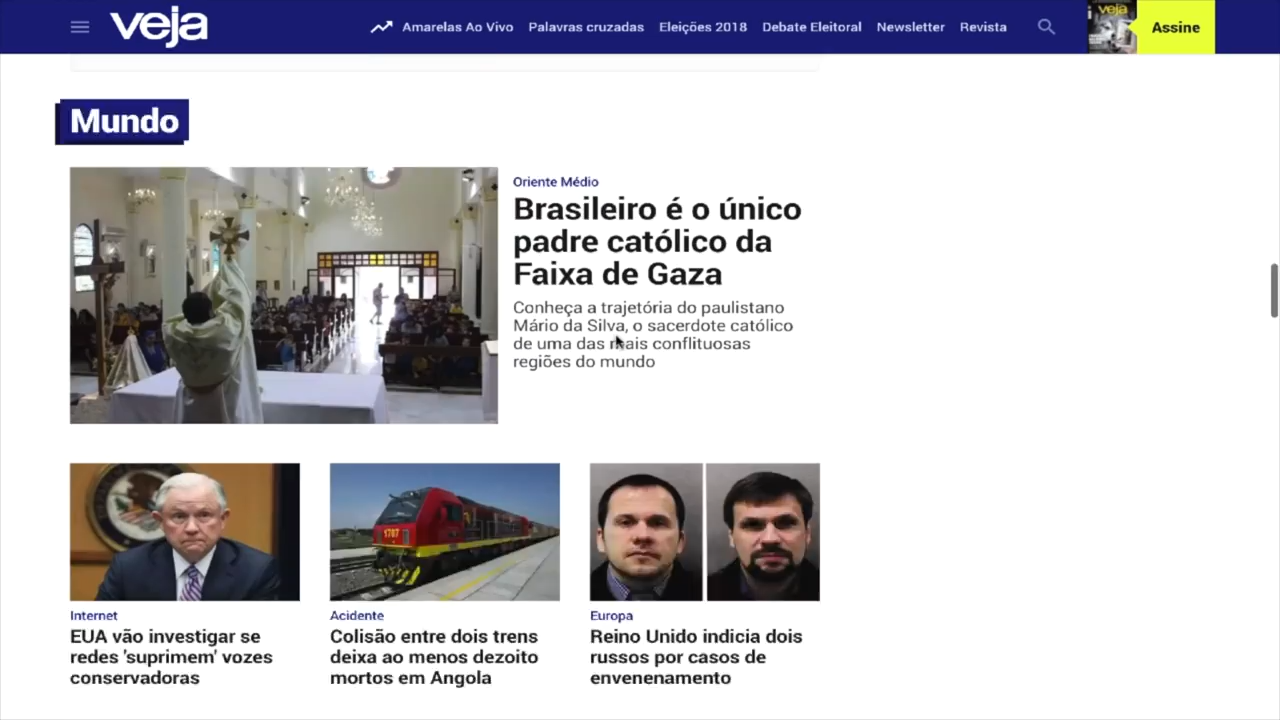 veja
Amarelas Ao Vivo
Palavras cruzadas
Eleições 2018
Debate Eleitoral
Newsletter
Revista
veja
Assine
Mundo
Oriente Médio
Brasileiro é o único
padre católico da
Faixa de Gaza
Conheça a trajetória do paulistano
Mário da Silva, o sacerdote católico
de uma das mais conflituosas
regiões do mundo
1707
Internet
EUA vão investigar se
redes 'suprimem' vozes
conservadoras
Acidente
Colisão entre dois trens
deixa ao menos dezoito
mortos em Angola
Europa
Reino Unido indicia dois
russos por casos de
envenenamento